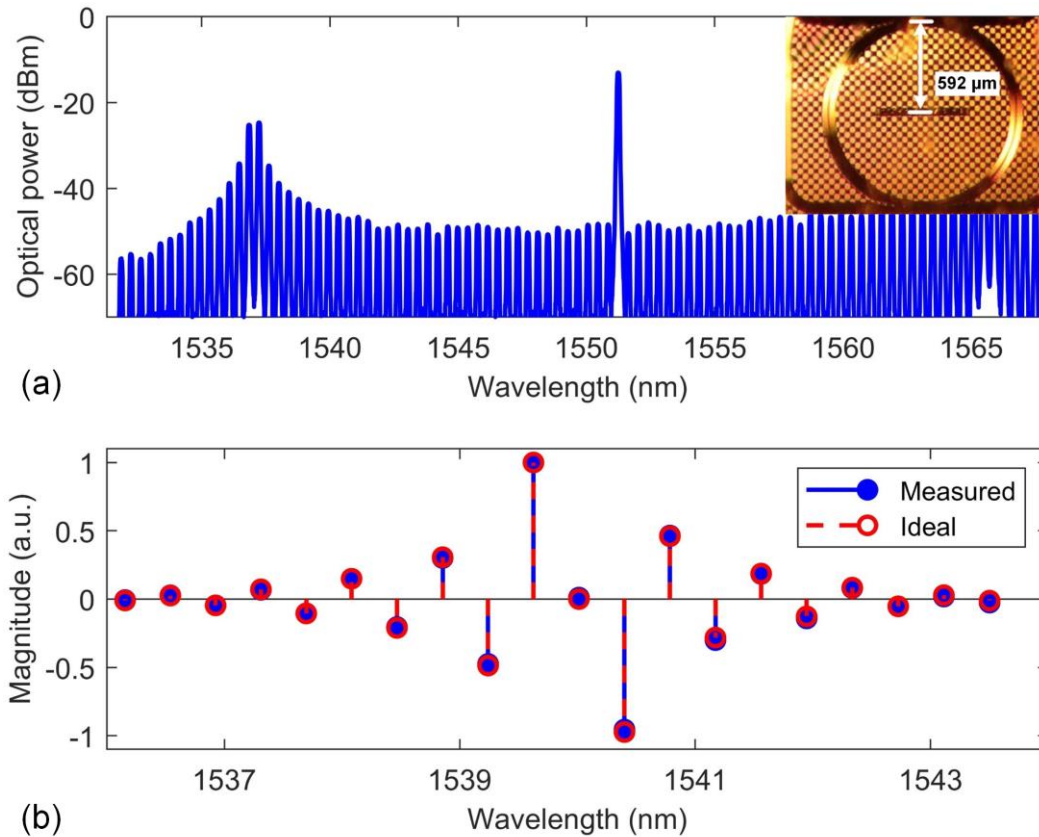 0
-20
-40
-60
Optical power (dBm)
592 µm
1535
1540
1545
1550
1555
1560
1565
Wavelength (nm)
(a)
1
0.5
0
-0.5
-1
Magnitude (a.u.)
Measured
Ideal
1537
1539
1541
1543
Wavelength (nm)
(b)